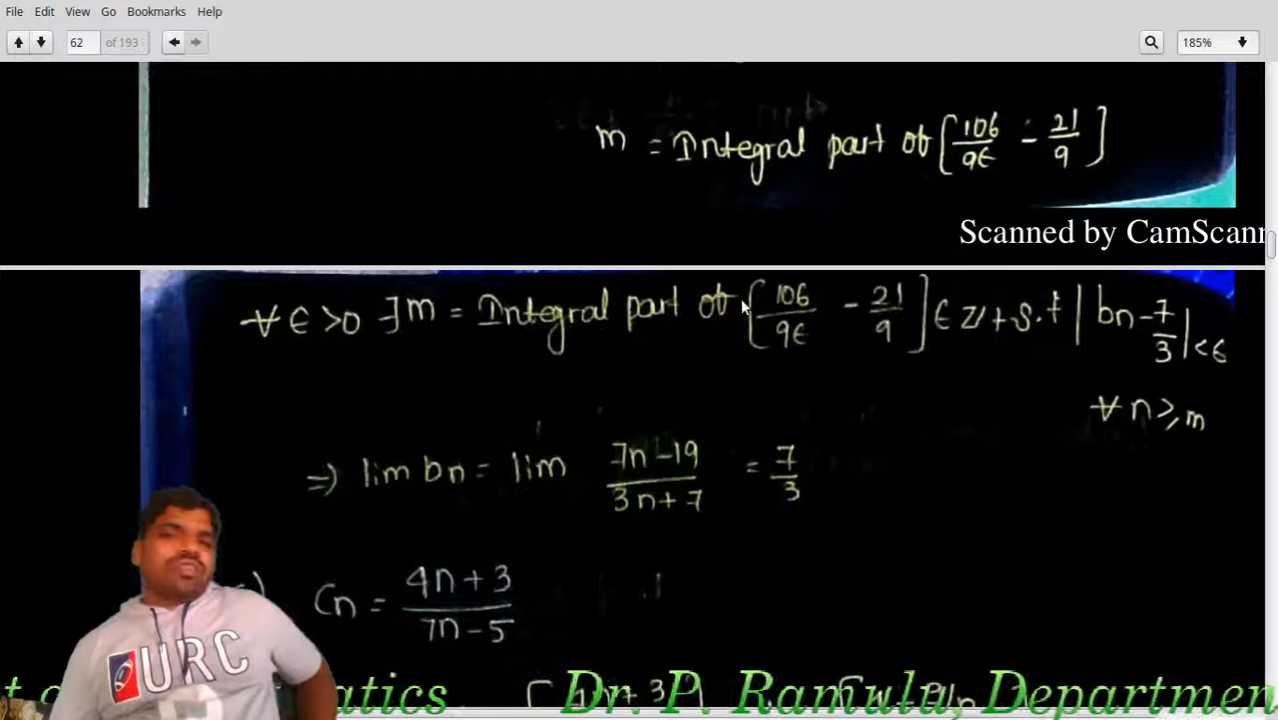 File Edit View Go Bookmarks Help
62 of 193 185%
m = Integral part of [106/9ϵ - 21/9]
Scanned by CamScann
∀ ϵ >0 ∃ m = Integral part of [106/9ϵ - 21/9] ∈ Z+ s.t |bn - 7/3| < ϵ
∀ n ≥ m
⇒ lim bn = lim 7n-19/3n+7 = 7/3
Cn = 4n+3/7n-5
URC
t o atics Dr. P. Ramulu, Departmen